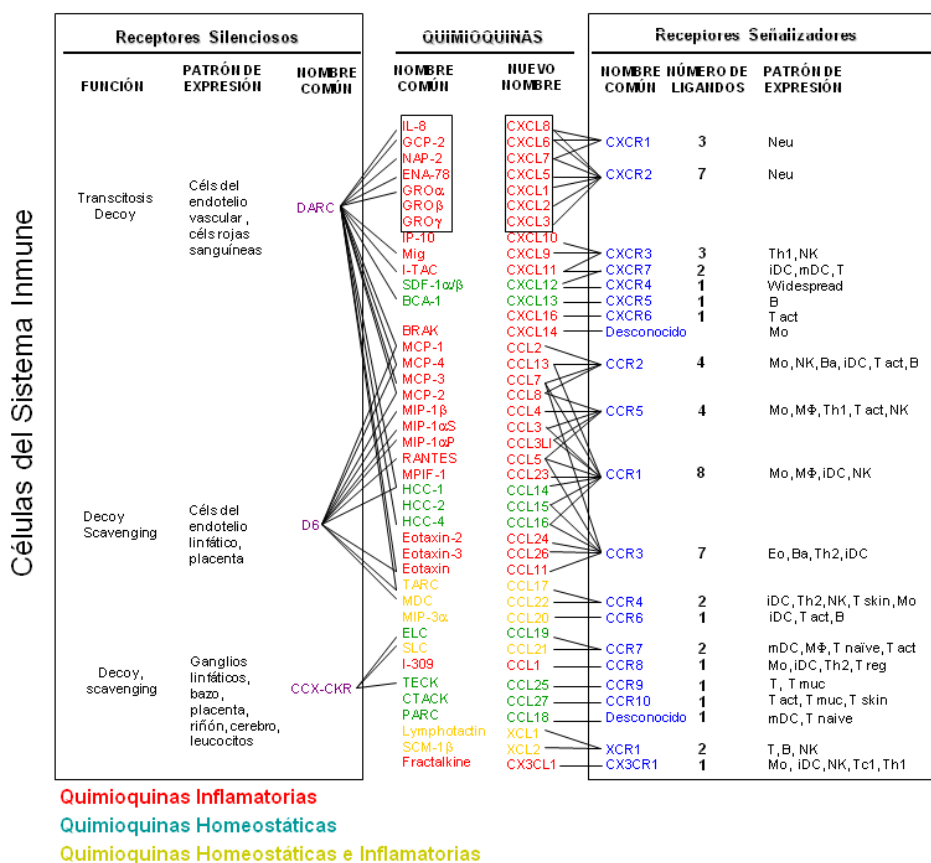 Células del Sistema Inmune
Receptores Silenciosos
FUNCIÓN
PATRÓN DE
EXPRESIÓN
NOMBRE
COMÚN
Transcitosis
Decoy
Céls del
endotelio
vascular ,
céls rojas
sanguíneas
DARC
Decoy
Scavenging
Céls del
endotelio
linfático,
placenta
D6
Decoy,
scavenging
Ganglios
linfáticos,
bazo,
placenta,
riñón, cerebro,
leucocitos
CCX-CKR
QUiMiOQUiNAS
NOMBRE
COMÚN
NUEVO
NOMBRE
IL-8 CXCL8
GCP-2 CXCL6
NAP-2 CXCL7
ENA-78 CXCL5
GROα CXCL1
GROβ CXCL2
GROγ CXCL3
IP-10 CXCL10
Mig CXCL9
I-TAC CXCL11
SDF-1α/β CXCL12
BCA-1 CXCL13
CXCL16
BRAK CXCL14
MCP-1 CCL2
MCP-4 CCL13
MCP-3 CCL7
MCP-2 CCL8
MIP-1β CCL4
MIP-1αS CCL3
MIP-1αP CCL3LI
RANTES CCL5
MPIF-1 CCL23
HCC-1 CCL14
HCC-2 CCL15
HCC-4 CCL16
Eotaxin-2 CCL24
Eotaxin-3 CCL26
Eotaxin CCL11
TARC CCL17
MDC CCL22
MIP-3α CCL20
ELC CCL19
SLC CCL21
I-309 CCL1
TECK CCL25
CTACK CCL27
PARC CCL18
Lymphotactin XCL1
SCM-1β XCL2
Fractalkine CX3CL1
Receptores Señalizadores
NOMBRE
COMÚN
NÚMERO DE
LIGANDOS
PATRÓN DE
EXPRESIÓN
CXCR1 3 Neu
CXCR2 7 Neu
CXCR3 3 Th1, NK
CXCR7 2 iDC, mDC, T
CXCR4 1 Widespread
CXCR5 1 B
CXCR6 1 T act
Desconocido Mo
CCR2 4 Mo, NK, Ba, iDC, T act, B
CCR5 4 Mo, MΦ, Th1, T act, NK
CCR1 8 Mo, MΦ, iDC, NK
CCR3 7 Eo, Ba, Th2, iDC
CCR4 2 iDC, Th2, NK, T skin, Mo
CCR6 1 iDC, T act, B
CCR7 2 mDC, MΦ, T naïve, T act
CCR8 1 Mo, iDC, Th2, T reg
CCR9 1 T, T muc
CCR10 1 T act, T muc, T skin
Desconocido 1 mDC, T naive
XCR1 2 T, B, NK
CX3CR1 1 Mo, iDC, NK, Tc1, Th1
Quimioquinas Inflamatorias
Quimioquinas Homeostáticas
Quimioquinas Homeostáticas e Inflamatorias